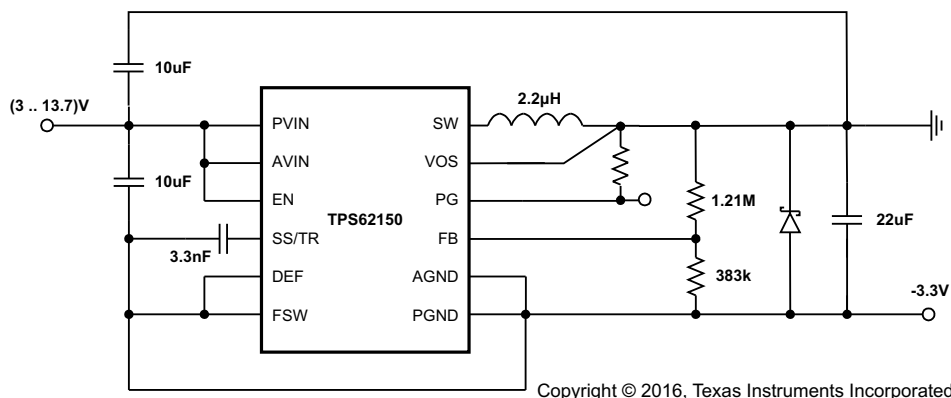 10uF
2.2µH
(3 .. 13.7)V
PVIN
SW
AVIN
VOS
10uF
EN
PG
1.21M
TPS62150
22uF
SS/TR
FB
3.3nF
DEF
AGND
383k
-3.3V
FSW
PGND
Copyright © 2016, Texas Instruments Incorporated